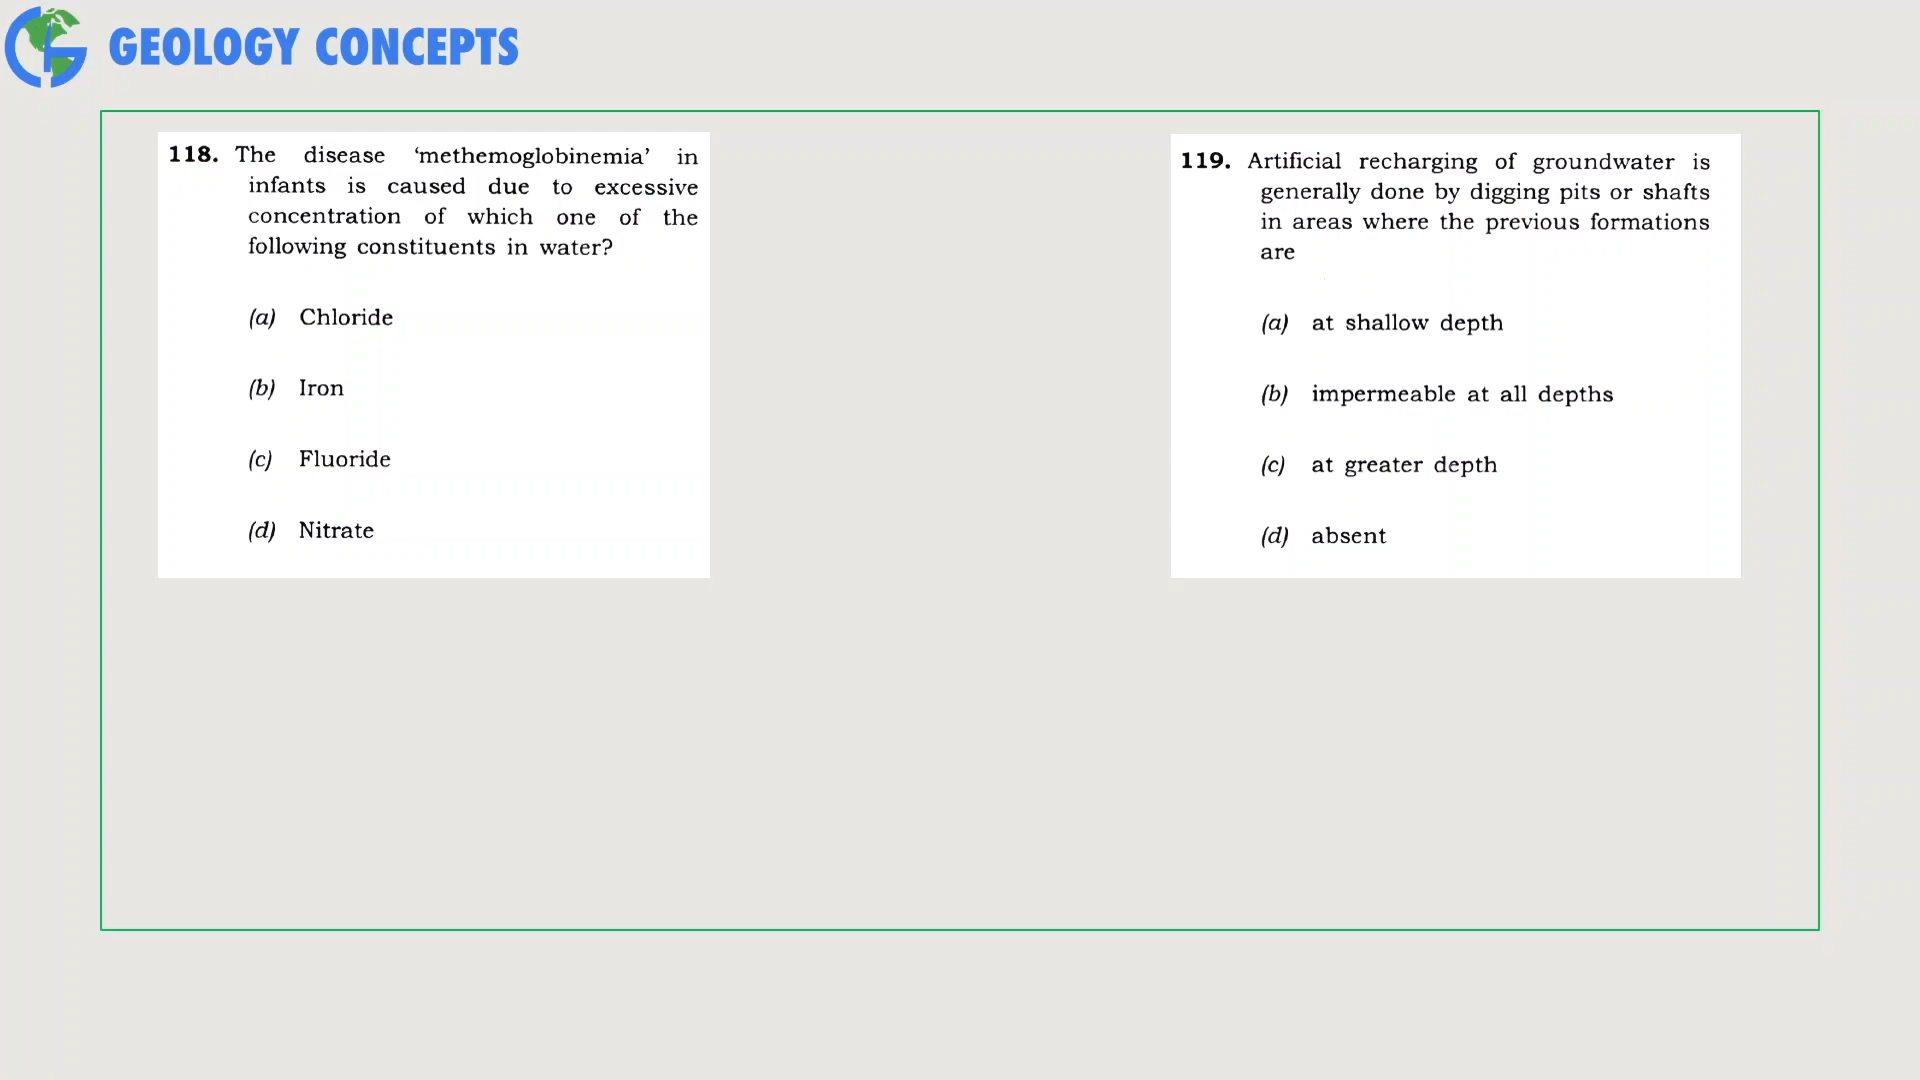 GEOLOGY CONCEPTS
118. The disease ‘methemoglobinemia’ in
infants is caused due to excessive
concentration of which one of the
following constituents in water?
(a) Chloride
(b) Iron
(c) Fluoride
(d) Nitrate
119. Artificial recharging of groundwater is
generally done by digging pits or shafts
in areas where the previous formations
are
(a) at shallow depth
(b) impermeable at all depths
(c) at greater depth
(d) absent